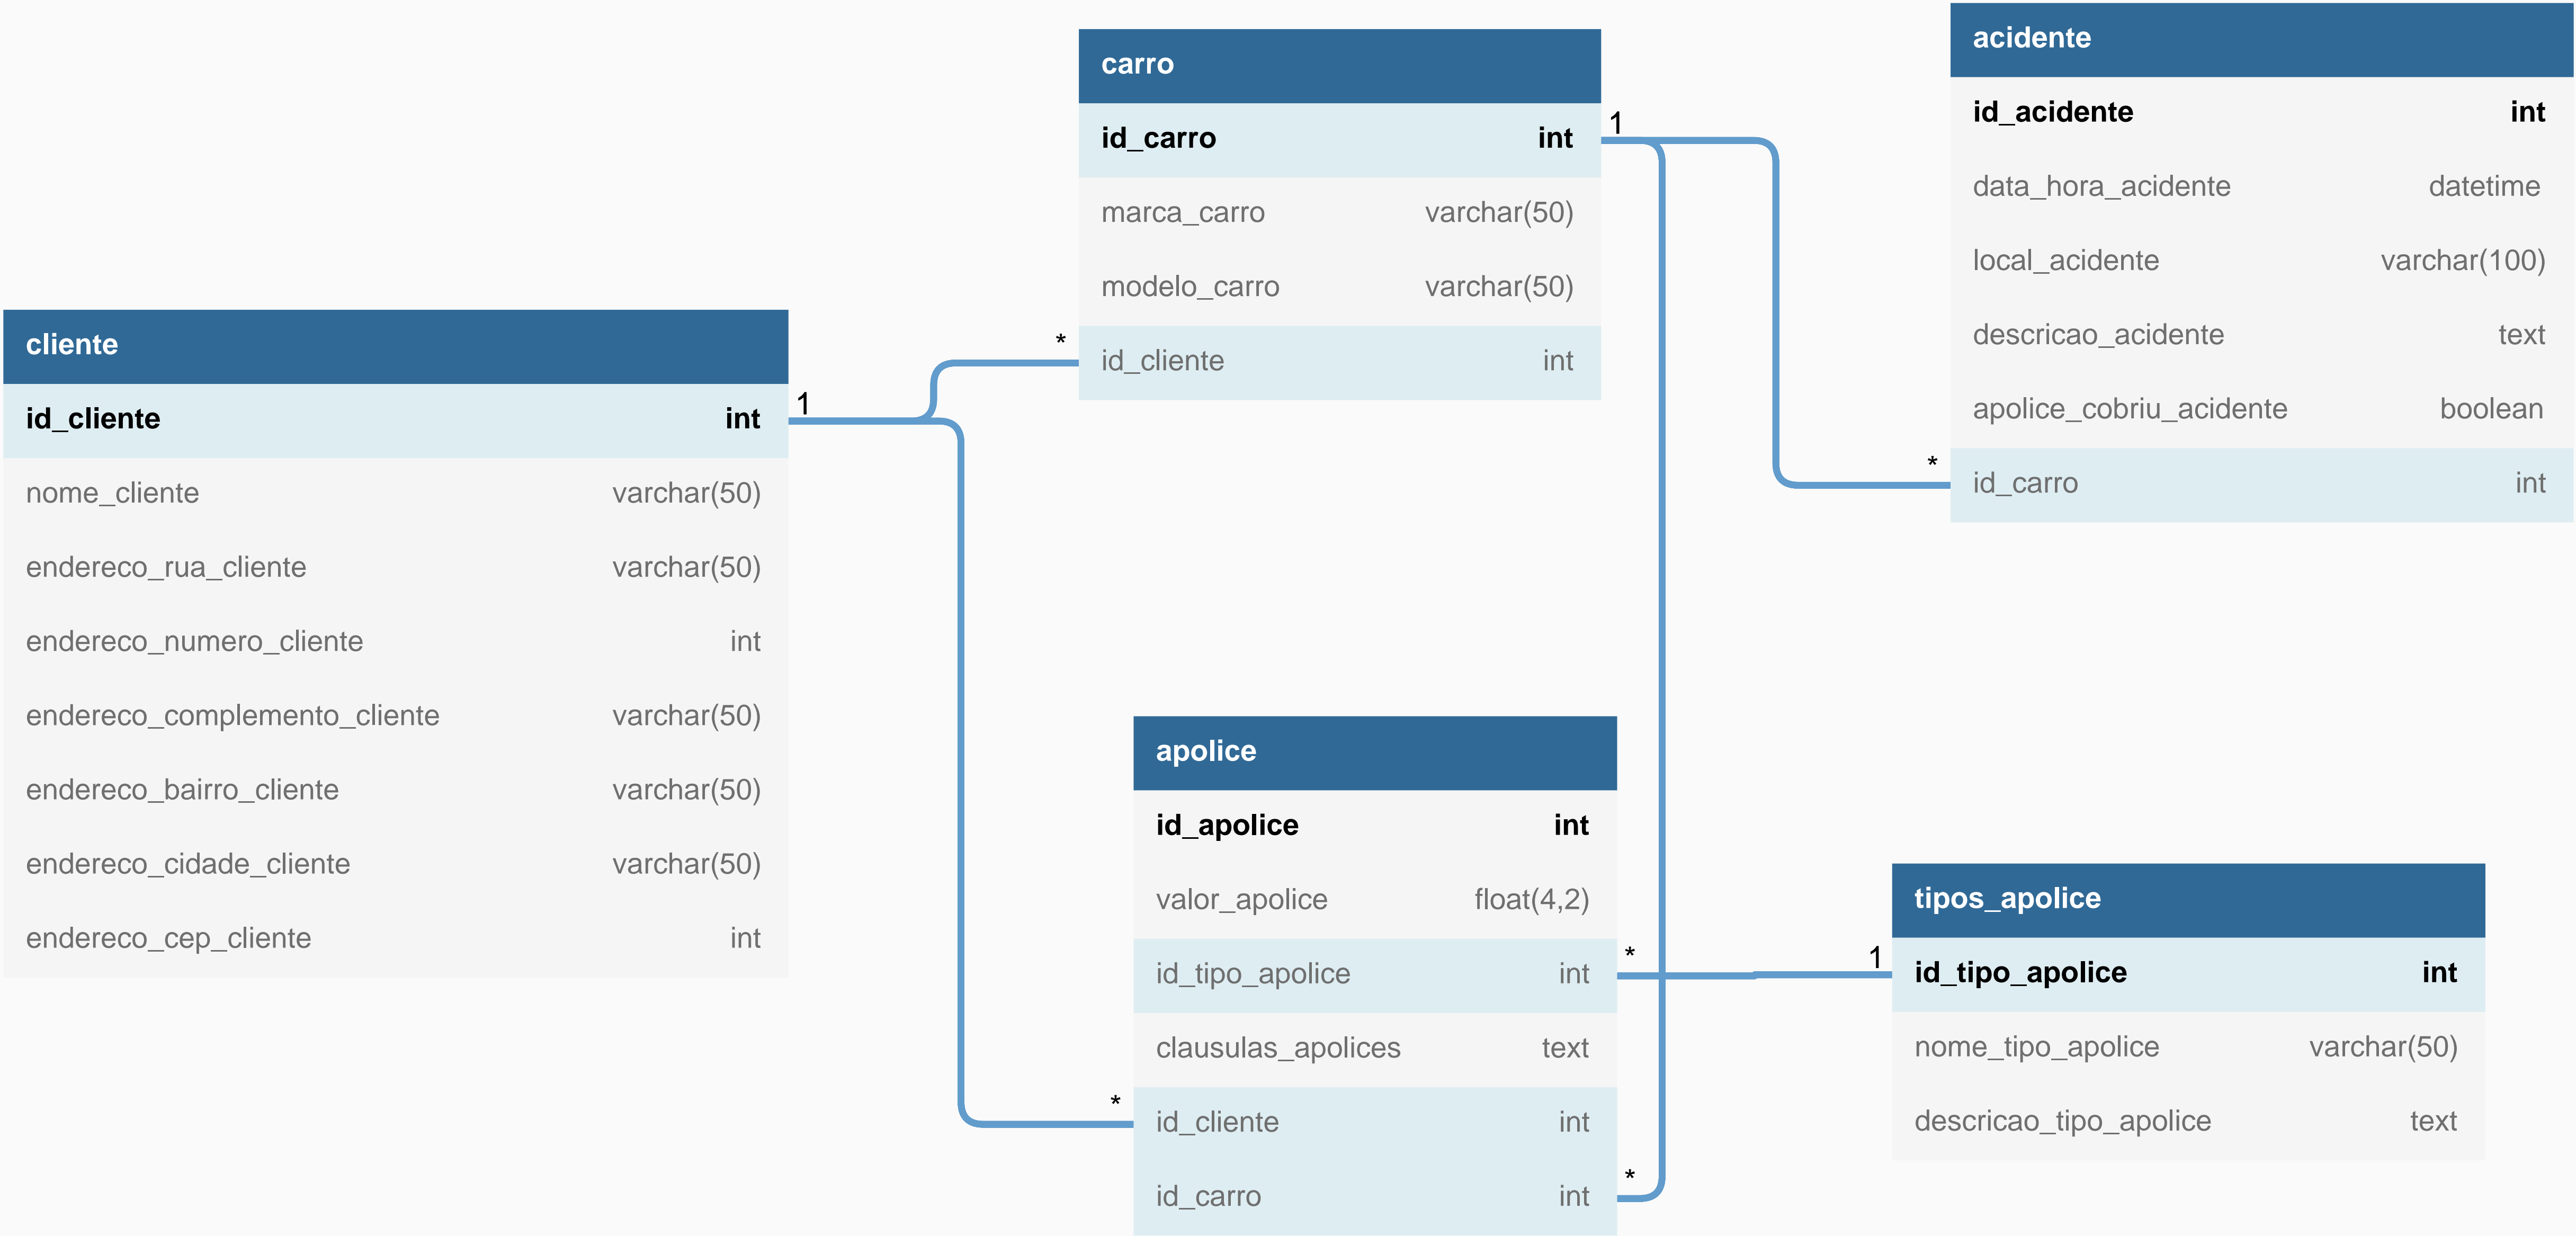 cliente
id_cliente int
nome_cliente varchar(50)
endereco_rua_cliente varchar(50)
endereco_numero_cliente int
endereco_complemento_cliente varchar(50)
endereco_bairro_cliente varchar(50)
endereco_cidade_cliente varchar(50)
endereco_cep_cliente int
1
*
*
carro
id_carro int
marca_carro varchar(50)
modelo_carro varchar(50)
id_cliente int
1
*
*
acidente
id_acidente int
data_hora_acidente datetime
local_acidente varchar(100)
descricao_acidente text
apolice_cobriu_acidente boolean
id_carro int
apolice
id_apolice int
valor_apolice float(4,2)
id_tipo_apolice int
clausulas_apolices text
id_cliente int
id_carro int
*
1
tipos_apolice
id_tipo_apolice int
nome_tipo_apolice varchar(50)
descricao_tipo_apolice text